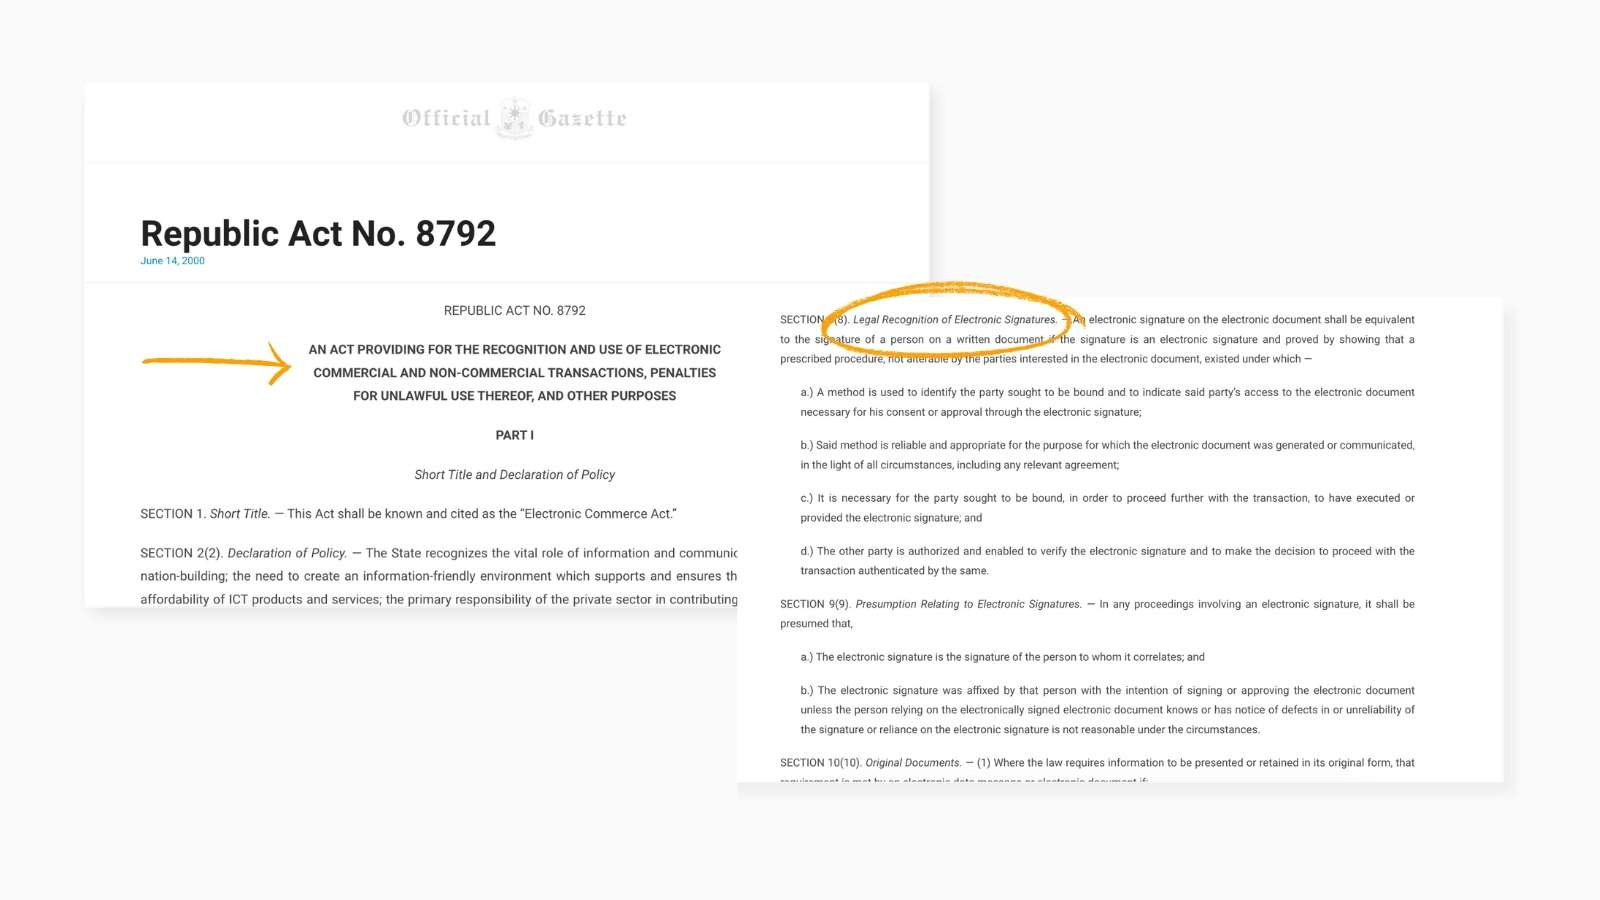 Official Gazette
Republic Act No. 8792
June 14, 2000
REPUBLIC ACT NO. 8792
AN ACT PROVIDING FOR THE RECOGNITION AND USE OF ELECTRONIC
COMMERCIAL AND NON-COMMERCIAL TRANSACTIONS, PENALTIES
FOR UNLAWFUL USE THEREOF, AND OTHER PURPOSES
PART I
Short Title and Declaration of Policy
SECTION 1. Short Title. — This Act shall be known and cited as the “Electronic Commerce Act.”
SECTION 2(2). Declaration of Policy. — The State recognizes the vital role of information and communic
nation-building; the need to create an information-friendly environment which supports and ensures th
affordability of ICT products and services; the primary responsibility of the private sector in contributing
SECTION (8). Legal Recognition of Electronic Signatures. — An electronic signature on the electronic document shall be equivalent
to the signature of a person on a written document if the signature is an electronic signature and proved by showing that a
prescribed procedure, not alterable by the parties interested in the electronic document, existed under which —
a.) A method is used to identify the party sought to be bound and to indicate said party’s access to the electronic document
necessary for his consent or approval through the electronic signature;
b.) Said method is reliable and appropriate for the purpose for which the electronic document was generated or communicated,
in the light of all circumstances, including any relevant agreement;
c.) It is necessary for the party sought to be bound, in order to proceed further with the transaction, to have executed or
provided the electronic signature; and
d.) The other party is authorized and enabled to verify the electronic signature and to make the decision to proceed with the
transaction authenticated by the same.
SECTION 9(9). Presumption Relating to Electronic Signatures. — In any proceedings involving an electronic signature, it shall be
presumed that,
a.) The electronic signature is the signature of the person to whom it correlates; and
b.) The electronic signature was affixed by that person with the intention of signing or approving the electronic document
unless the person relying on the electronically signed electronic document knows or has notice of defects in or unreliability of
the signature or reliance on the electronic signature is not reasonable under the circumstances.
SECTION 10(10). Original Documents. — (1) Where the law requires information to be presented or retained in its original form, that
requirement is met by an electronic data message or electronic document if: